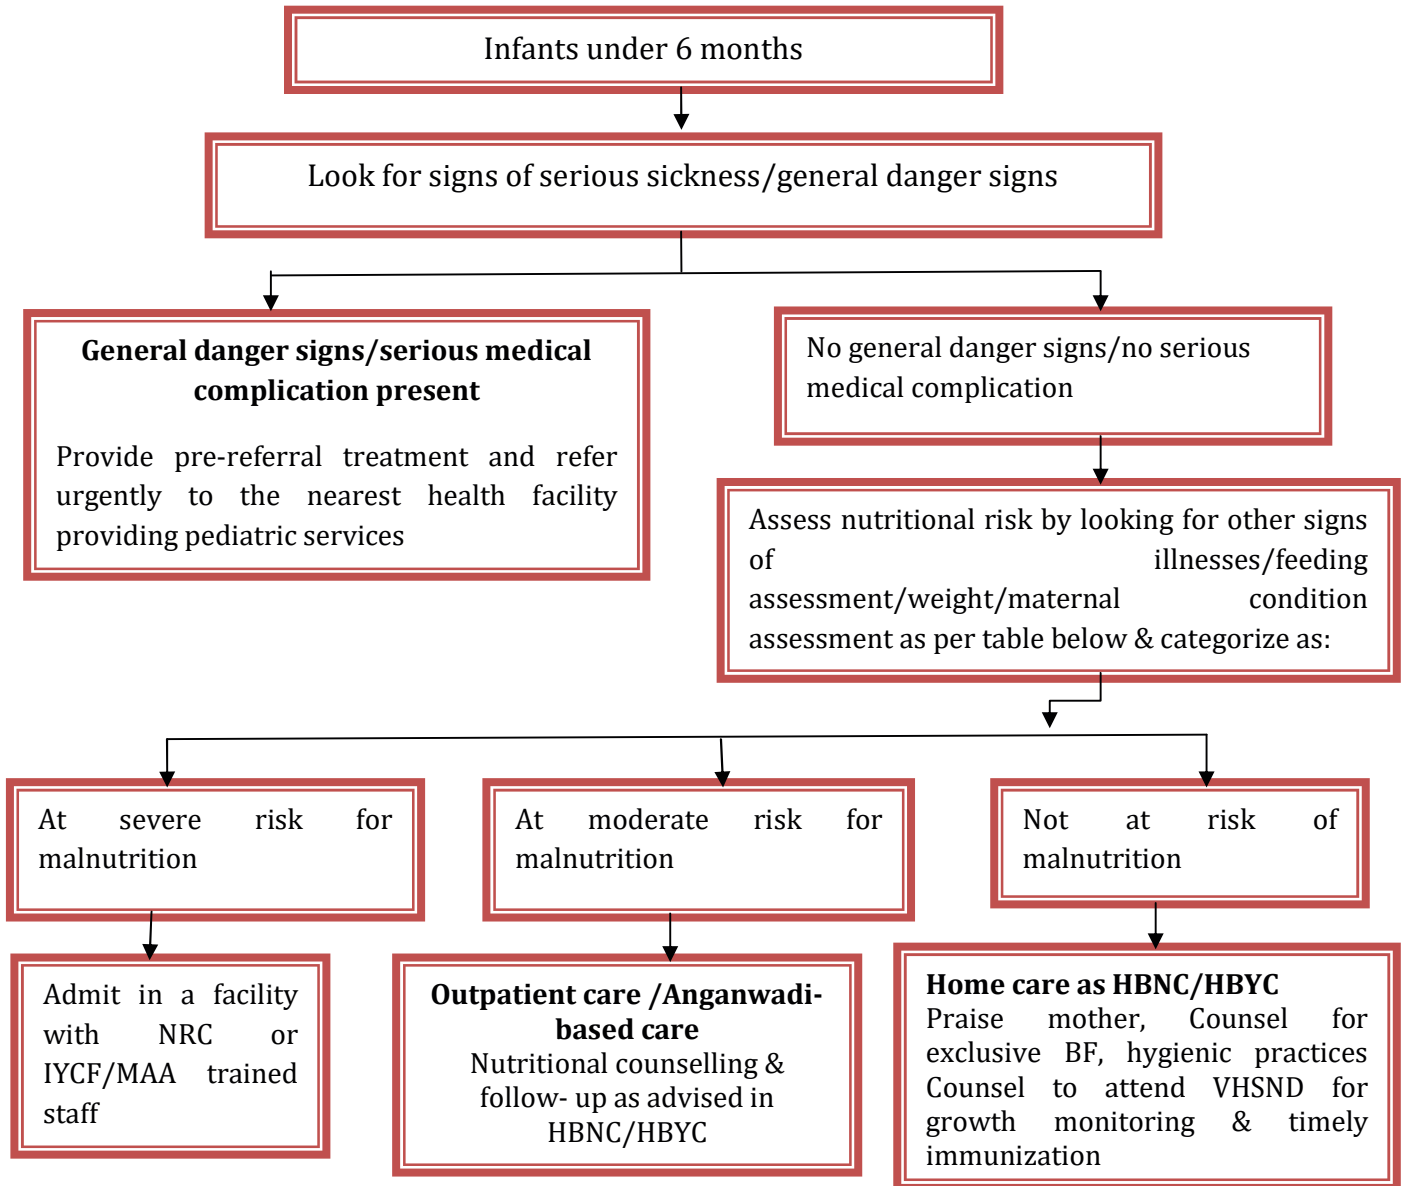 Infants under 6 months
Look for signs of serious sickness/general danger signs
General danger signs/serious medical
complication present
Provide pre-referral treatment and refer
urgently to the nearest health facility
providing pediatric services
No general danger signs/no serious
medical complication
Assess nutritional risk by looking for other signs
of illnesses/feeding
assessment/weight/maternal condition
assessment as per table below & categorize as:
At severe risk for
malnutrition
At moderate risk for
malnutrition
Not at risk of
malnutrition
Admit in a facility
with NRC or
IYCF/MAA trained
staff
Outpatient care /Anganwadi-
based care
Nutritional counselling &
follow- up as advised in
HBNC/HBYC
Home care as HBNC/HBYC
Praise mother, Counsel for
exclusive BF, hygienic practices
Counsel to attend VHSND for
growth monitoring & timely
immunization